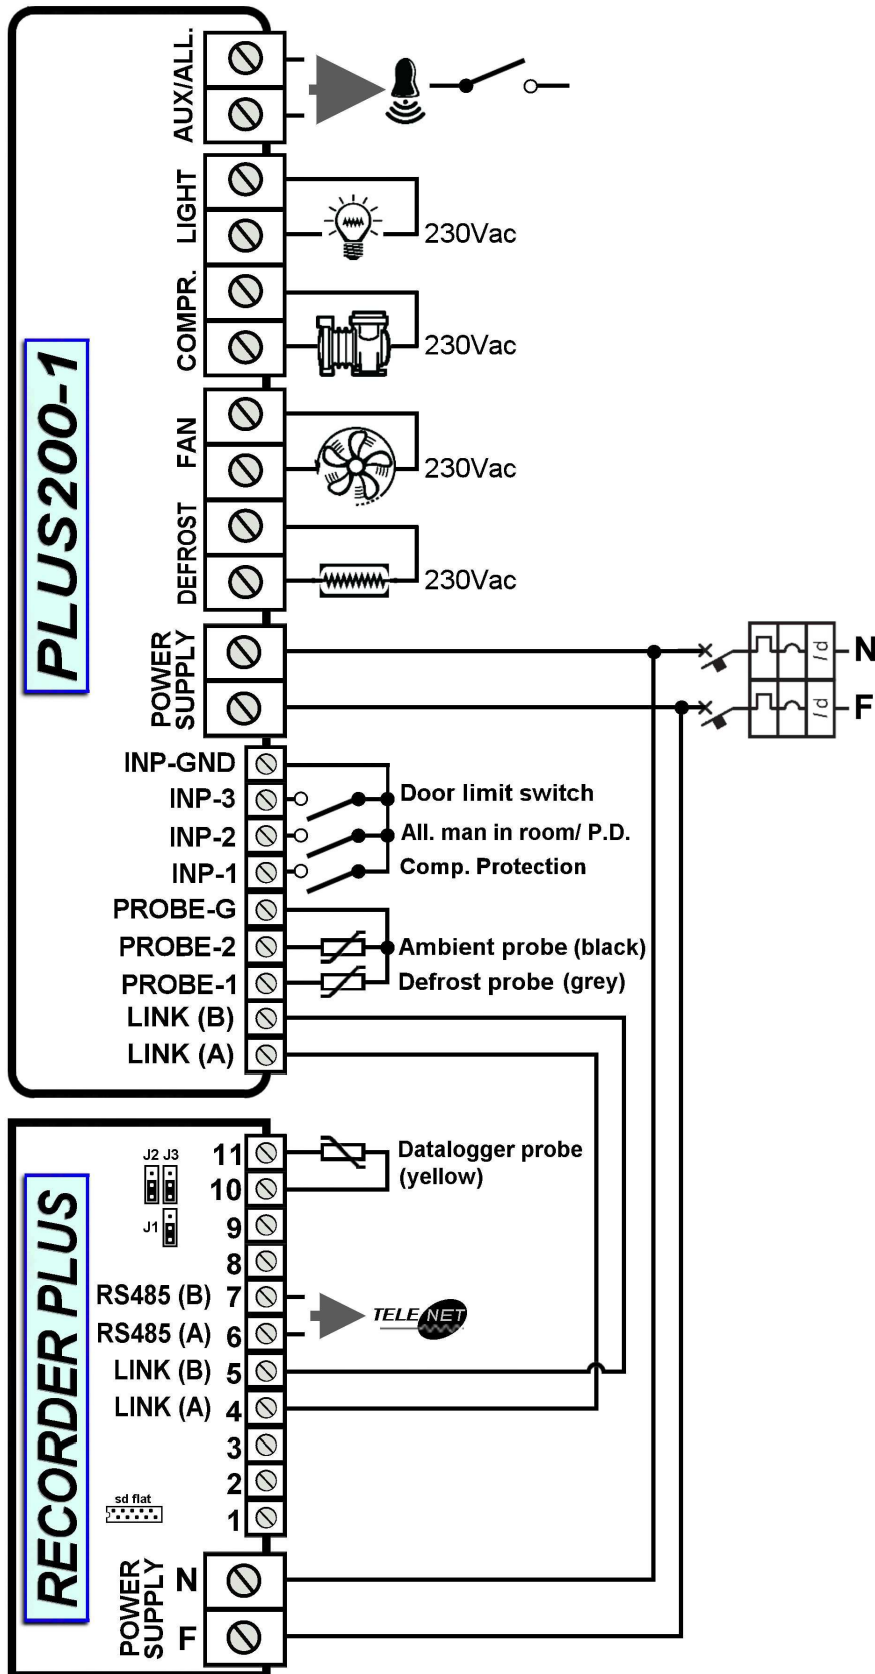 PLUS200-1
AUX/ALL.
LIGHT
230Vac
COMPR.
230Vac
FAN
230Vac
DEFROST
230Vac
POWER
SUPPLY
/d
N
/d
F
INP-GND
INP-3
Door limit switch
INP-2
All. man in room/ P.D.
INP-1
Comp. Protection
PROBE-G
PROBE-2
Ambient probe (black)
PROBE-1
Defrost probe (grey)
LINK (B)
LINK (A)
RECORDER PLUS
J2 J3
J1
11
Datalogger probe
(yellow)
10
9
8
RS485 (B) 7
TELE NET
RS485 (A) 6
LINK (B) 5
LINK (A) 4
3
2
sd flat
1
POWER
SUPPLY
N
F